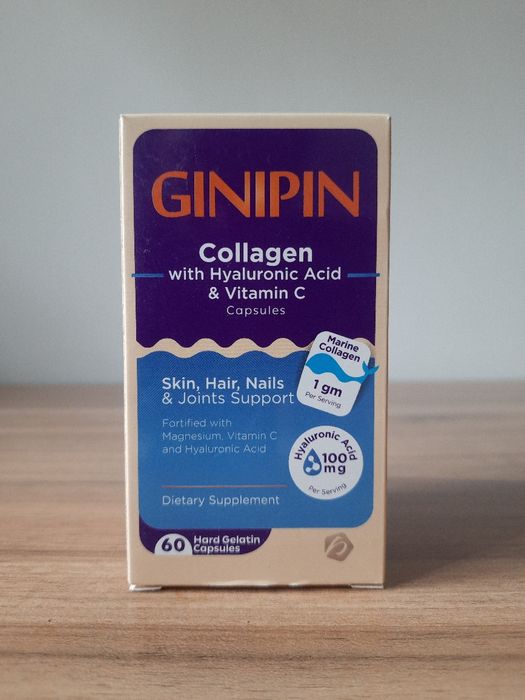 GINIPIN
Collagen
with Hyaluronic Acid
& Vitamin C
Capsules
Marine
Collagen
1 gm
Per Serving
Skin, Hair, Nails
& Joints Support
Fortified with
Magnesium, Vitamin C
and Hyaluronic Acid
Hyaluronic Acid
100
mg
Per Serving
Dietary Supplement
60 Hard Gelatin
Capsules